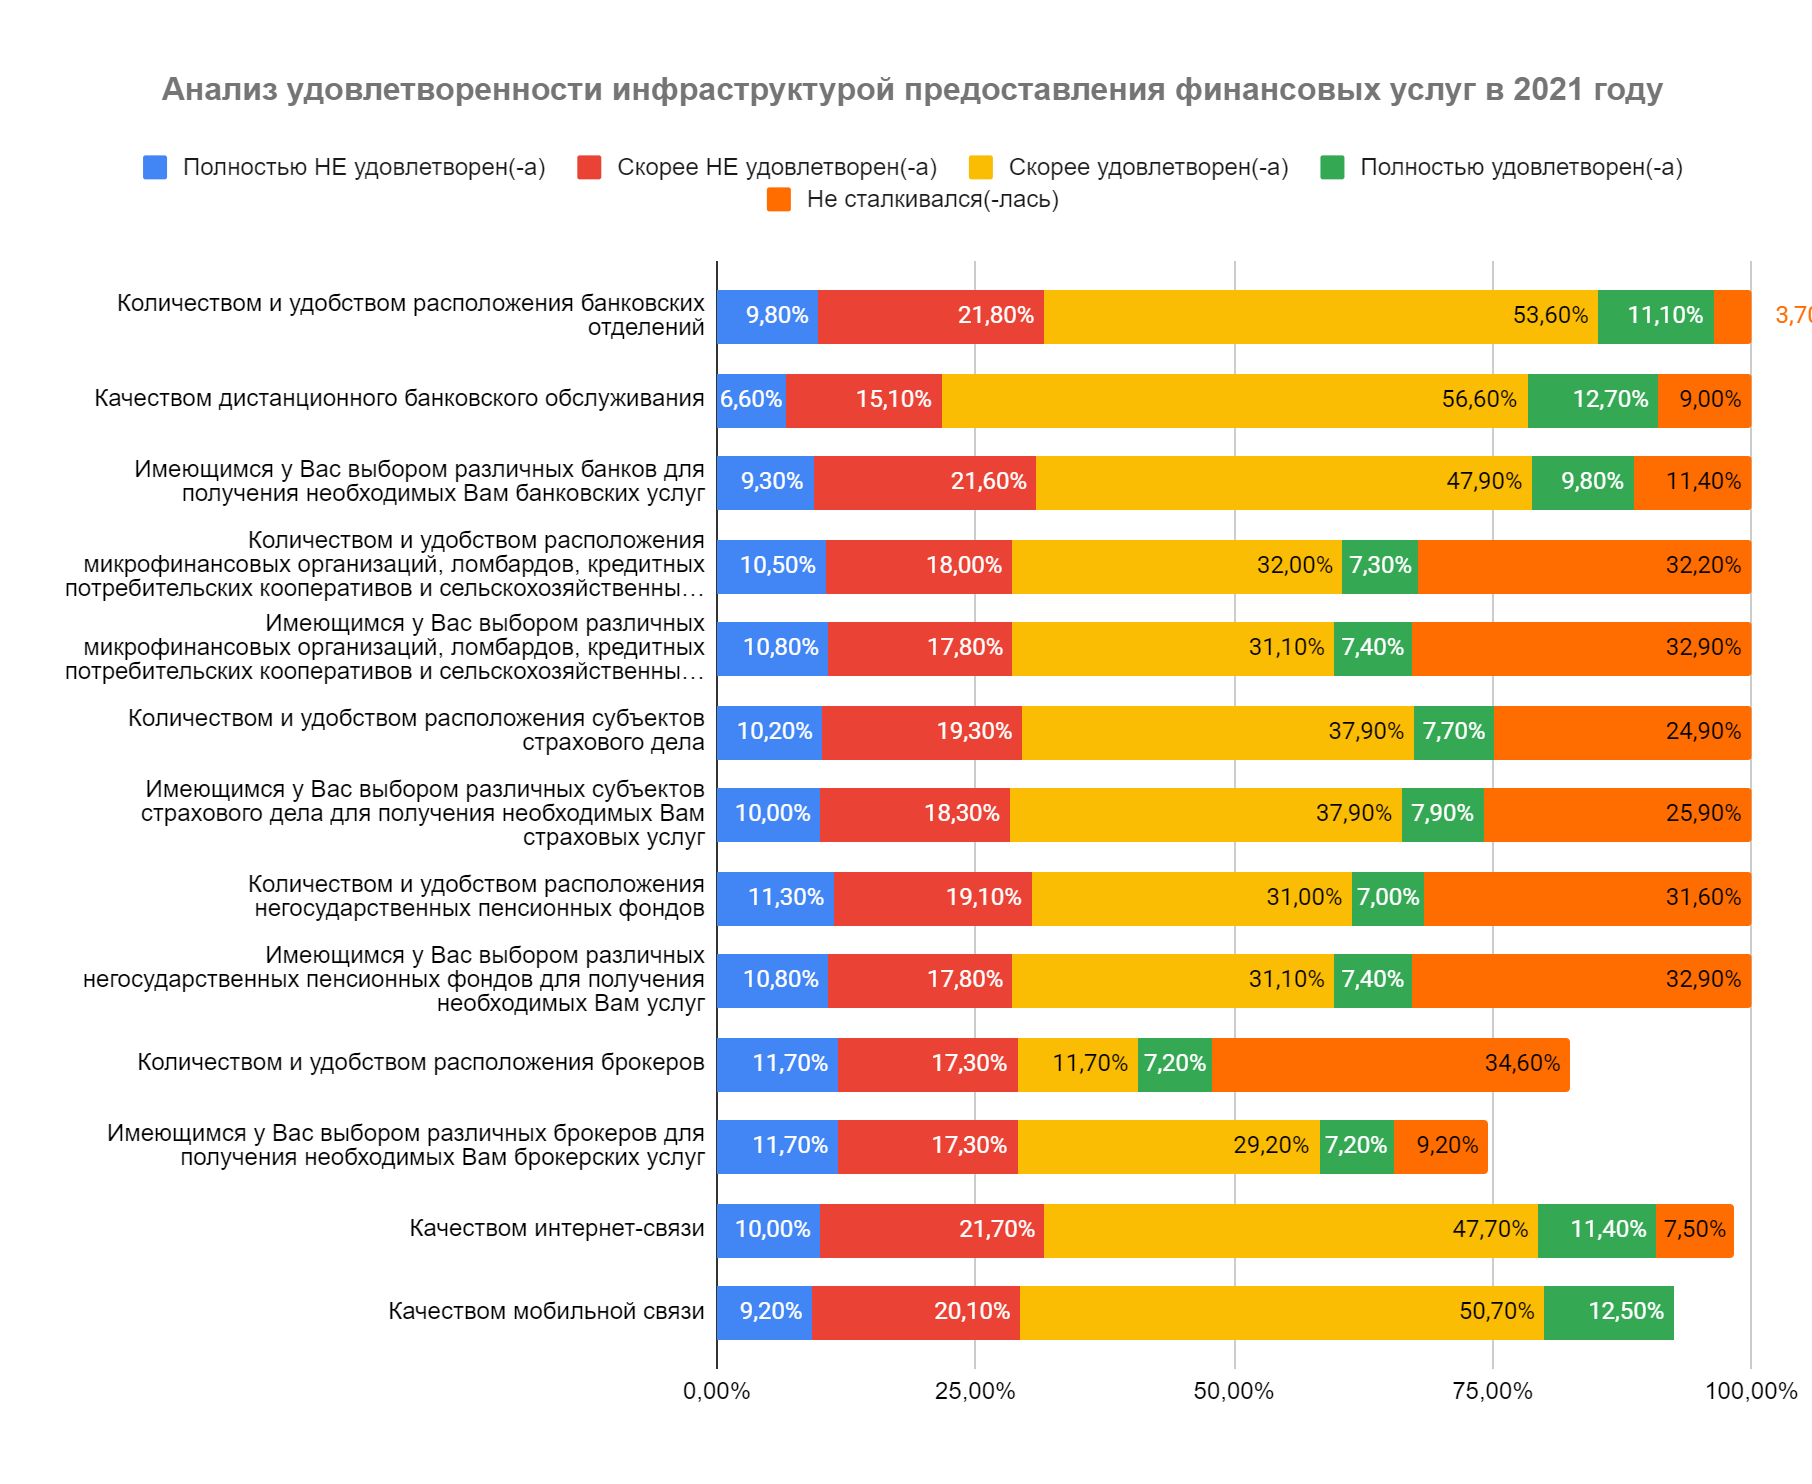 Анализ удовлетворенности инфраструктурой предоставления финансовых услуг в 2021 году
Полностью НЕ удовлетворен(-а) Скорее НЕ удовлетворен(-а) Скорее удовлетворен(-а) Полностью удовлетворен(-а)
Не сталкивался(-лась)
Количеством и удобством расположения банковских
отделений
9,80% 21,80% 53,60% 11,10% 3,70
Качеством дистанционного банковского обслуживания
6,60% 15,10% 56,60% 12,70% 9,00%
Имеющимся у Вас выбором различных банков для
получения необходимых Вам банковских услуг
9,30% 21,60% 47,90% 9,80% 11,40%
Количеством и удобством расположения
микрофинансовых организаций, ломбардов, кредитных
потребительских кооперативов и сельскохозяйственны…
10,50% 18,00% 32,00% 7,30% 32,20%
Имеющимся у Вас выбором различных
микрофинансовых организаций, ломбардов, кредитных
потребительских кооперативов и сельскохозяйственны…
10,80% 17,80% 31,10% 7,40% 32,90%
Количеством и удобством расположения субъектов
страхового дела
10,20% 19,30% 37,90% 7,70% 24,90%
Имеющимся у Вас выбором различных субъектов
страхового дела для получения необходимых Вам
страховых услуг
10,00% 18,30% 37,90% 7,90% 25,90%
Количеством и удобством расположения
негосударственных пенсионных фондов
11,30% 19,10% 31,00% 7,00% 31,60%
Имеющимся у Вас выбором различных
негосударственных пенсионных фондов для получения
необходимых Вам услуг
10,80% 17,80% 31,10% 7,40% 32,90%
Количеством и удобством расположения брокеров
11,70% 17,30% 11,70% 7,20% 34,60%
Имеющимся у Вас выбором различных брокеров для
получения необходимых Вам брокерских услуг
11,70% 17,30% 29,20% 7,20% 9,20%
Качеством интернет-связи
10,00% 21,70% 47,70% 11,40% 7,50%
Качеством мобильной связи
9,20% 20,10% 50,70% 12,50%
0,00% 25,00% 50,00% 75,00% 100,00%